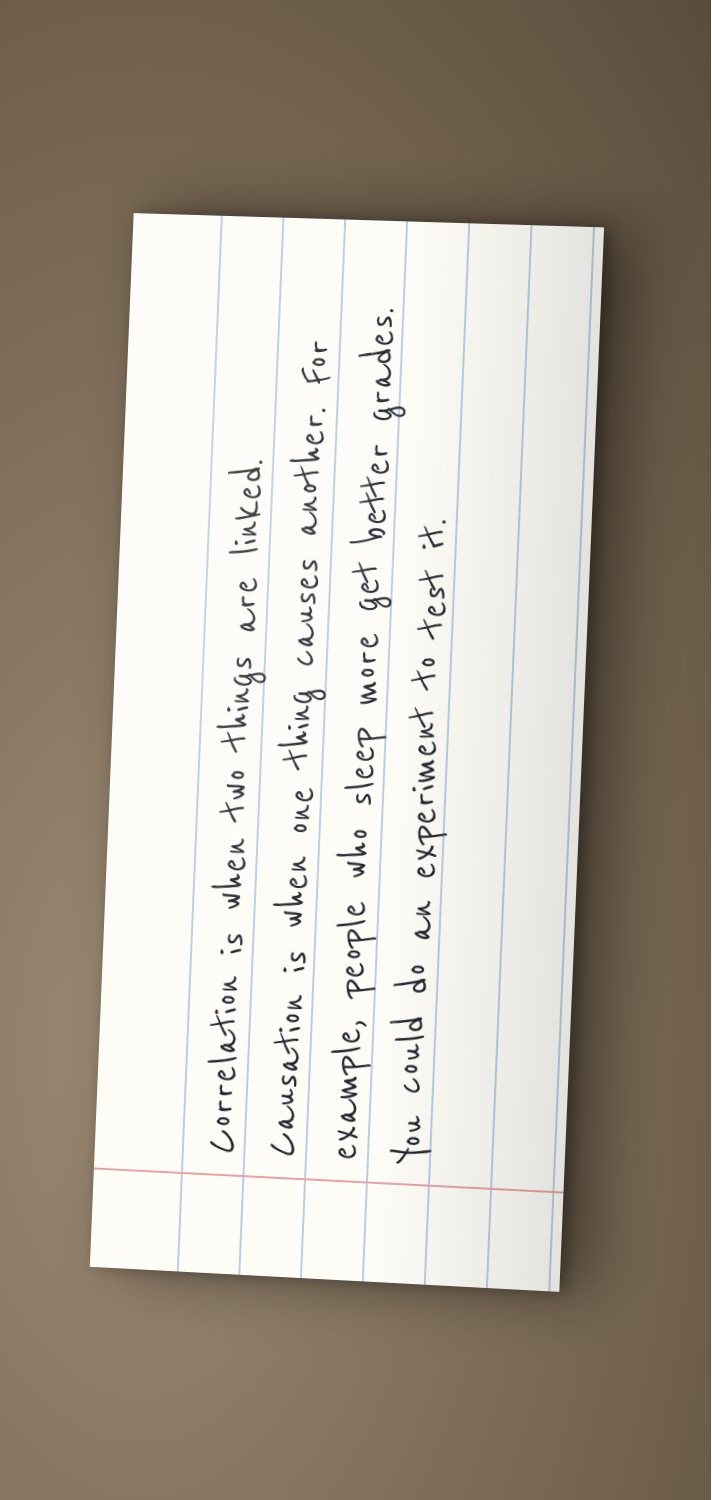 Correlation is when two things are linked.
Causation is when one thing causes another. For
example, people who sleep more get better grades.
You could do an experiment to test it.